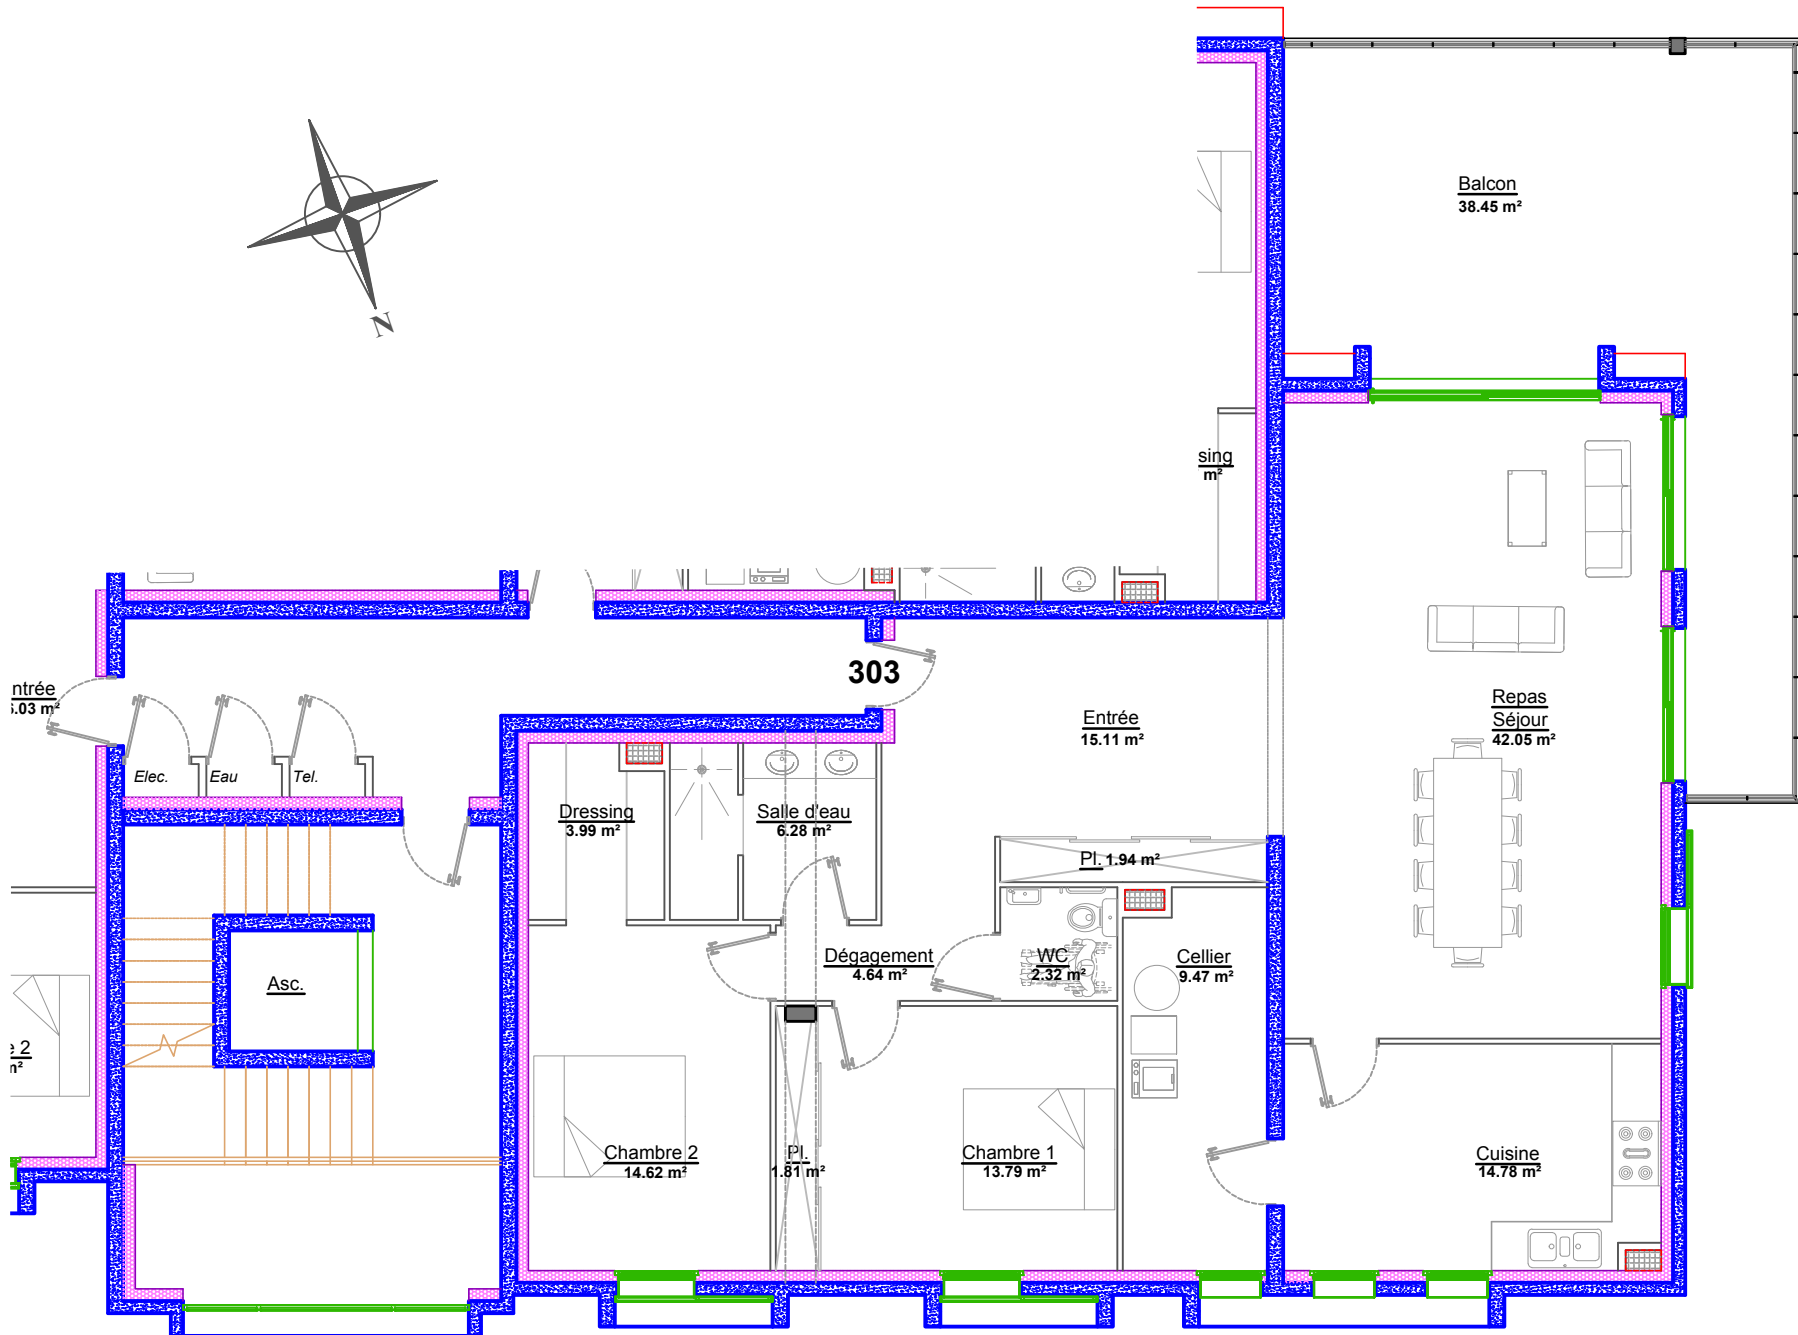 N
Balcon
38.45 m²
sing
m²
303
ntrée
.03 m²
Entrée
15.11 m²
Repas
Séjour
42.05 m²
Elec.
Eau
Tel.
Dressing
3.99 m²
Salle d'eau
6.28 m²
Pl. 1.94 m²
Asc.
Dégagement
4.64 m²
WC
2.32 m²
Cellier
9.47 m²
e 2
m²
Chambre 2
14.62 m²
Pl.
1.81 m²
Chambre 1
13.79 m²
Cuisine
14.78 m²